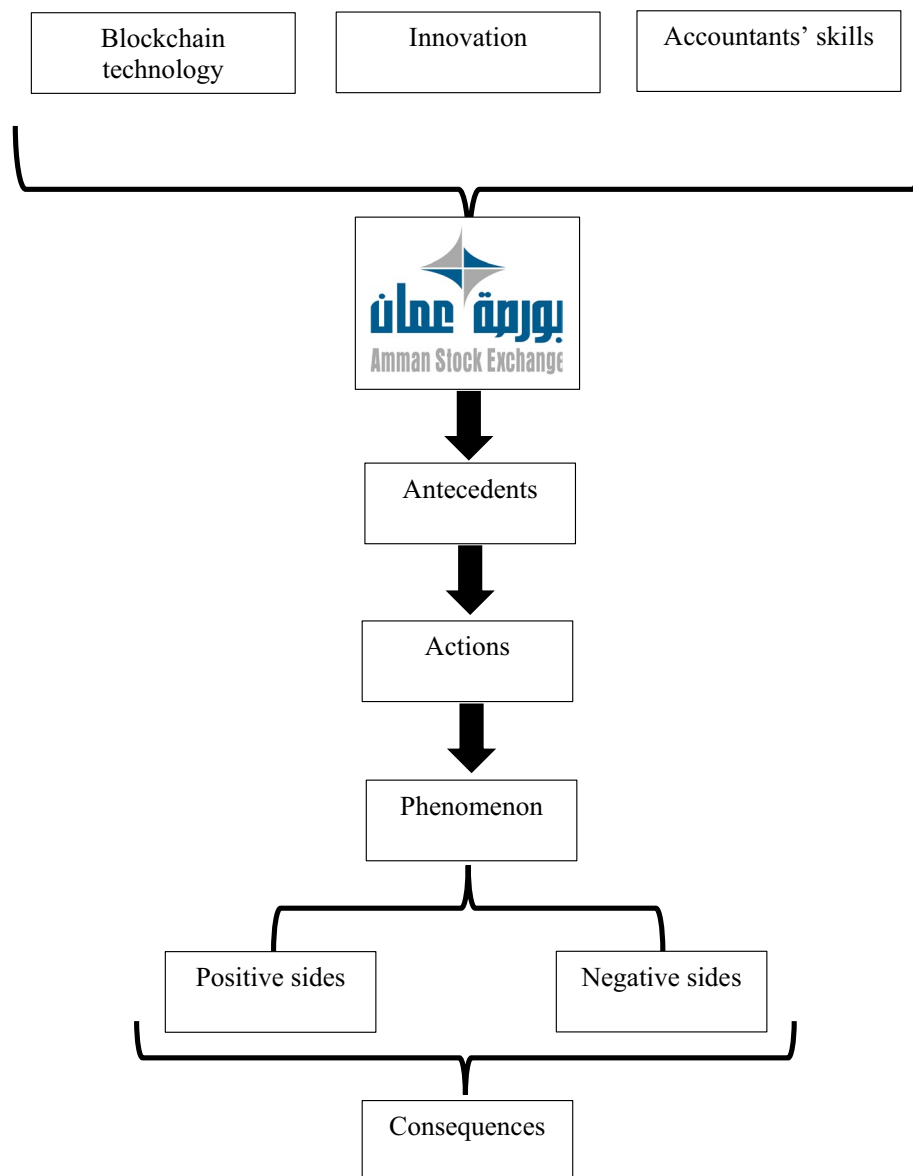 Blockchain
technology
Innovation
Accountants’ skills
بورصة عمان
Amman Stock Exchange
Antecedents
Actions
Phenomenon
Positive sides
Negative sides
Consequences